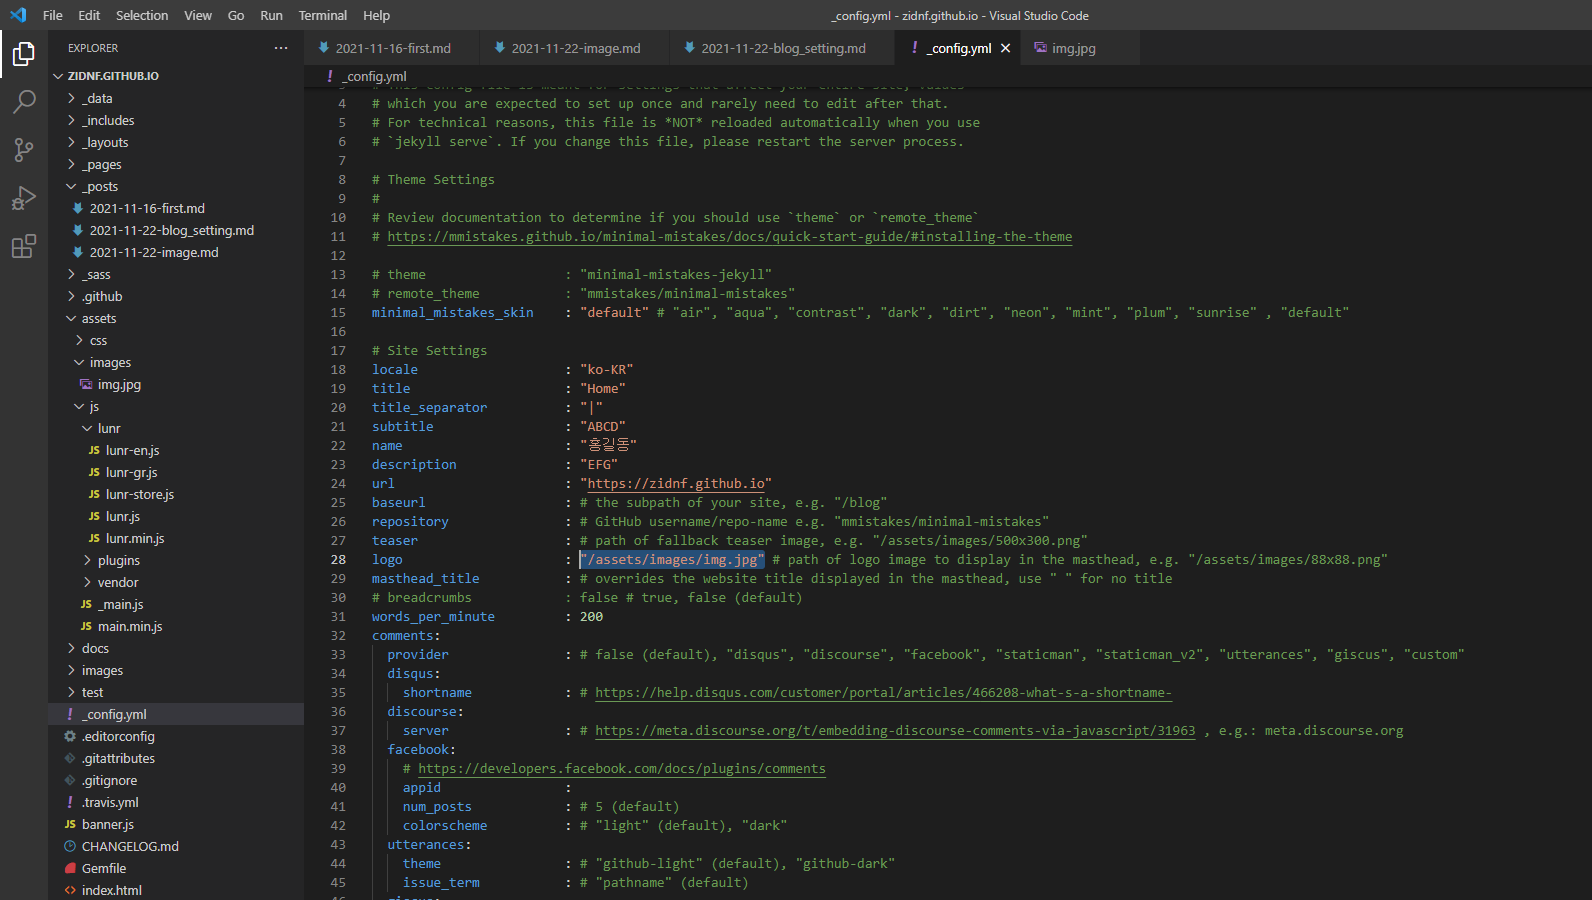 File Edit Selection View Go Run Terminal Help
_config.yml - zidnf.github.io - Visual Studio Code
EXPLORER ···
ZIDNF.GITHUB.IO
_data
_includes
_layouts
_pages
_posts
2021-11-16-first.md
2021-11-22-blog_setting.md
2021-11-22-image.md
_sass
.github
assets
css
images
img.jpg
js
lunr
JS lunr-en.js
JS lunr-gr.js
JS lunr-store.js
JS lunr.js
JS lunr.min.js
plugins
vendor
JS _main.js
JS main.min.js
docs
images
test
! _config.yml
.editorconfig
.gitattributes
.gitignore
! .travis.yml
JS banner.js
CHANGELOG.md
Gemfile
<> index.html
2021-11-16-first.md 2021-11-22-image.md 2021-11-22-blog_setting.md ! _config.yml img.jpg
! _config.yml
3 # This config file is meant for settings that affect your entire site, values
4 # which you are expected to set up once and rarely need to edit after that.
5 # For technical reasons, this file is *NOT* reloaded automatically when you use
6 # `jekyll serve`. If you change this file, please restart the server process.
7
8 # Theme Settings
9 #
10 # Review documentation to determine if you should use `theme` or `remote_theme`
11 # https://mmistakes.github.io/minimal-mistakes/docs/quick-start-guide/#installing-the-theme
12
13 # theme : "minimal-mistakes-jekyll"
14 # remote_theme : "mmistakes/minimal-mistakes"
15 minimal_mistakes_skin : "default" # "air", "aqua", "contrast", "dark", "dirt", "neon", "mint", "plum", "sunrise" , "default"
16
17 # Site Settings
18 locale : "ko-KR"
19 title : "Home"
20 title_separator : "|"
21 subtitle : "ABCD"
22 name : "홍길동"
23 description : "EFG"
24 url : "https://zidnf.github.io"
25 baseurl : # the subpath of your site, e.g. "/blog"
26 repository : # GitHub username/repo-name e.g. "mmistakes/minimal-mistakes"
27 teaser : # path of fallback teaser image, e.g. "/assets/images/500x300.png"
28 logo : "/assets/images/img.jpg" # path of logo image to display in the masthead, e.g. "/assets/images/88x88.png"
29 masthead_title : # overrides the website title displayed in the masthead, use " " for no title
30 # breadcrumbs : false # true, false (default)
31 words_per_minute : 200
32 comments:
33 provider : # false (default), "disqus", "discourse", "facebook", "staticman", "staticman_v2", "utterances", "giscus", "custom"
34 disqus:
35 shortname : # https://help.disqus.com/customer/portal/articles/466208-what-s-a-shortname-
36 discourse:
37 server : # https://meta.discourse.org/t/embedding-discourse-comments-via-javascript/31963 , e.g.: meta.discourse.org
38 facebook:
39 # https://developers.facebook.com/docs/plugins/comments
40 appid :
41 num_posts : # 5 (default)
42 colorscheme : # "light" (default), "dark"
43 utterances:
44 theme : # "github-light" (default), "github-dark"
45 issue_term : # "pathname" (default)